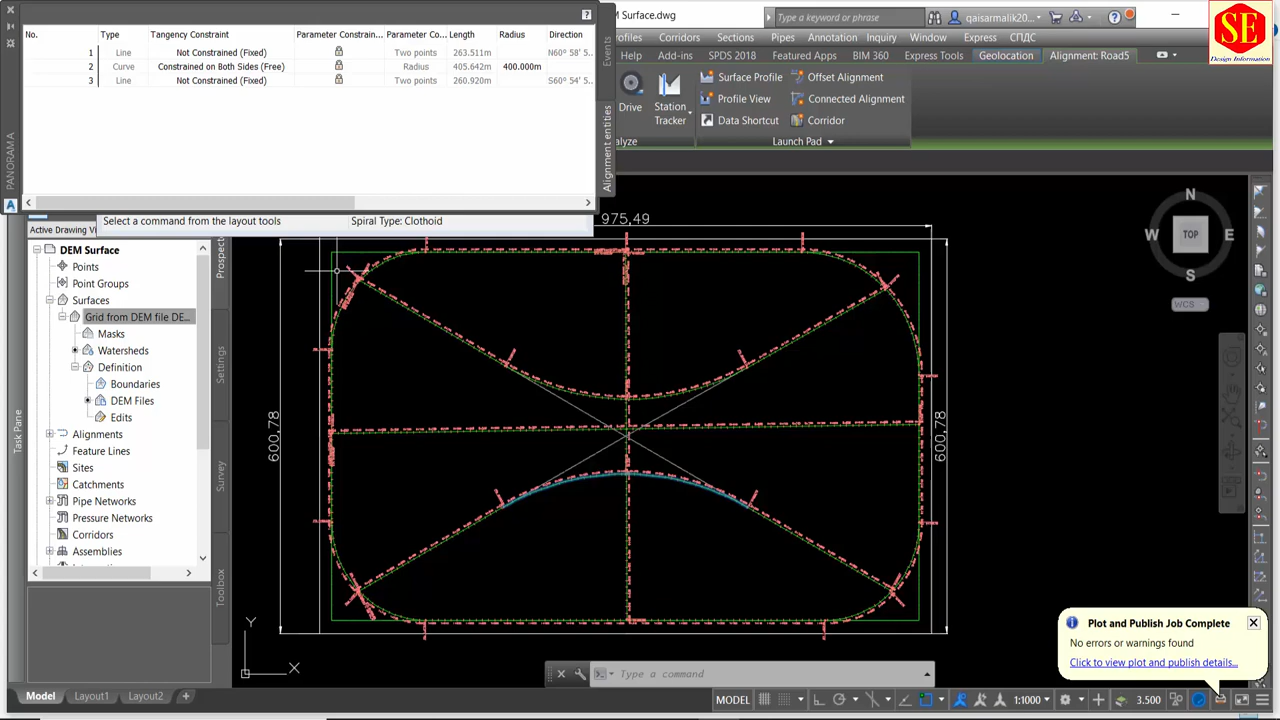 No. Type Tangency Constraint Parameter Constrain... Parameter Co... Length Radius Direction
1 Line Not Constrained (Fixed) Two points 263.511m N60° 58' 5...
2 Curve Constrained on Both Sides (Free) Radius 405.642m 400.000m
3 Line Not Constrained (Fixed) Two points 260.920m S60° 54' 5...
PANORAMA
Events
Alignment entities
Select a command from the layout tools Spiral Type: Clothoid
M Surface.dwg
Type a keyword or phrase
qaisarmalik20...
SE
Design Information
Profiles Corridors Sections Pipes Annotation Inquiry Window Express СПДС
Help Add-ins SPDS 2018 Featured Apps BIM 360 Express Tools Geolocation Alignment: Road5
Drive
Station
Tracker
Surface Profile
Profile View
Data Shortcut
Offset Alignment
Connected Alignment
Corridor
alyze
Launch Pad
Active Drawing Vi
DEM Surface
Points
Point Groups
Surfaces
Grid from DEM file DE...
Masks
Watersheds
Definition
Boundaries
DEM Files
Edits
Alignments
Feature Lines
Sites
Catchments
Pipe Networks
Pressure Networks
Corridors
Assemblies
Task Pane
Prospector
Settings
Survey
Toolbox
975,49
600,78
600,78
N
W TOP E
S
WCS
Y
X
Plot and Publish Job Complete
No errors or warnings found
Click to view plot and publish details...
Type a command
Model Layout1 Layout2 +
MODEL 1:1000 3.500